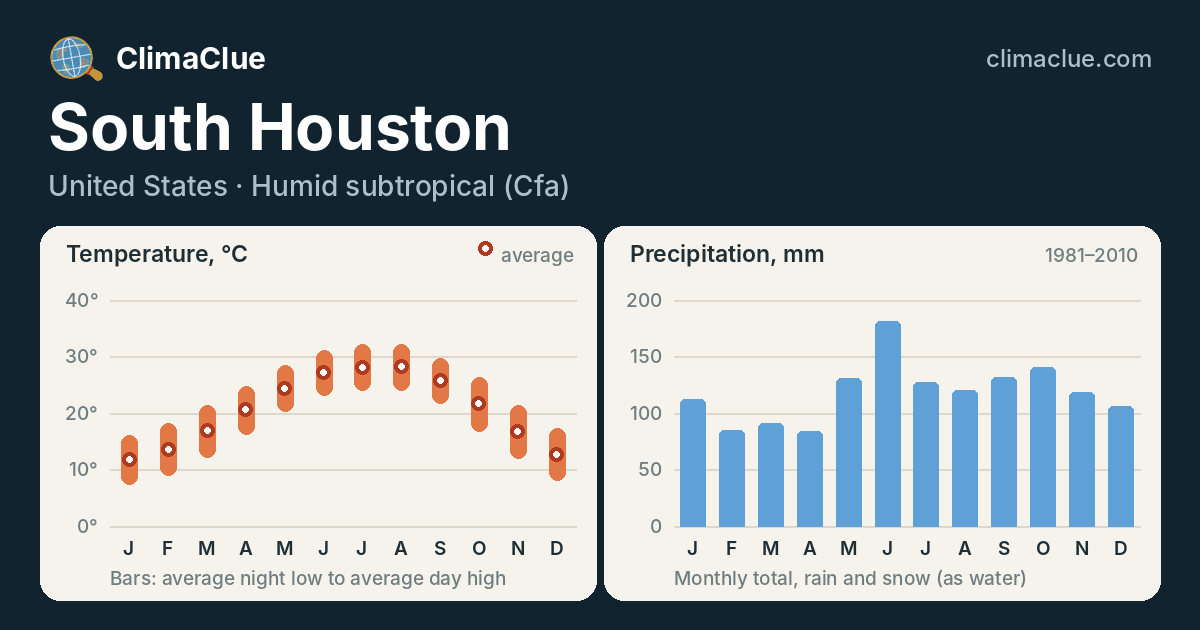 ClimaClue
climaclue.com
South Houston
United States · Humid subtropical (Cfa)
Temperature, °C
average
40°
30°
20°
10°
0°
J F M A M J J A S O N D
Bars: average night low to average day high
Precipitation, mm
1981–2010
200
150
100
50
0
J F M A M J J A S O N D
Monthly total, rain and snow (as water)